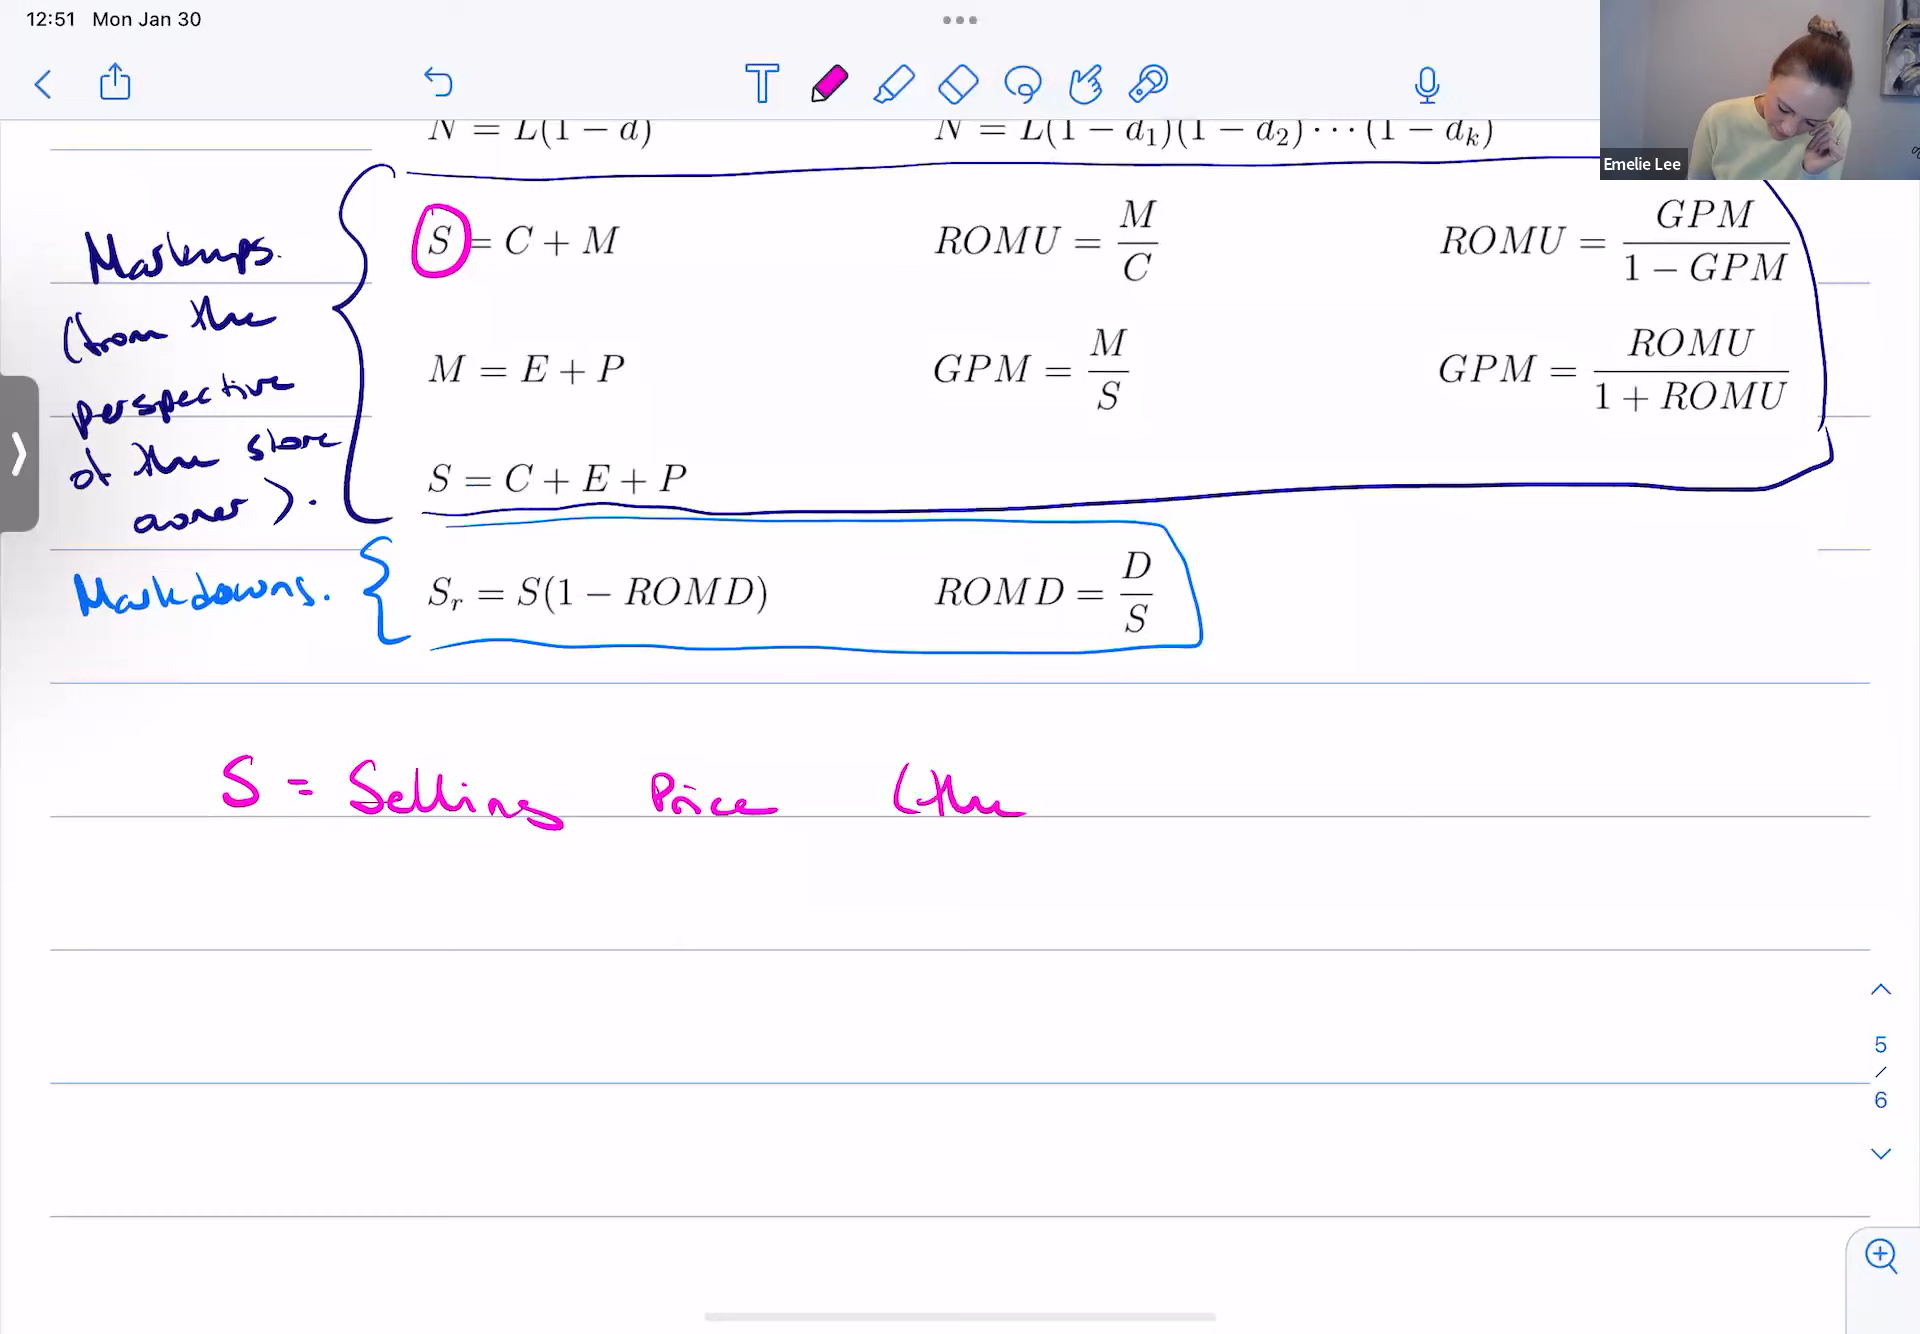 12:51 Mon Jan 30
Emelie Lee
N = L(1 − d)
N = L(1 − d₁)(1 − d₂) ⋯ (1 − dₖ)
Markups.
(from the
perspective
of the store
owner).
S = C + M
ROMU = M/C
ROMU = GPM/(1 − GPM)
M = E + P
GPM = M/S
GPM = ROMU/(1 + ROMU)
S = C + E + P
Markdowns.
Sᵣ = S(1 − ROMD)
ROMD = D/S
S = Selling Price (the
5
/
6